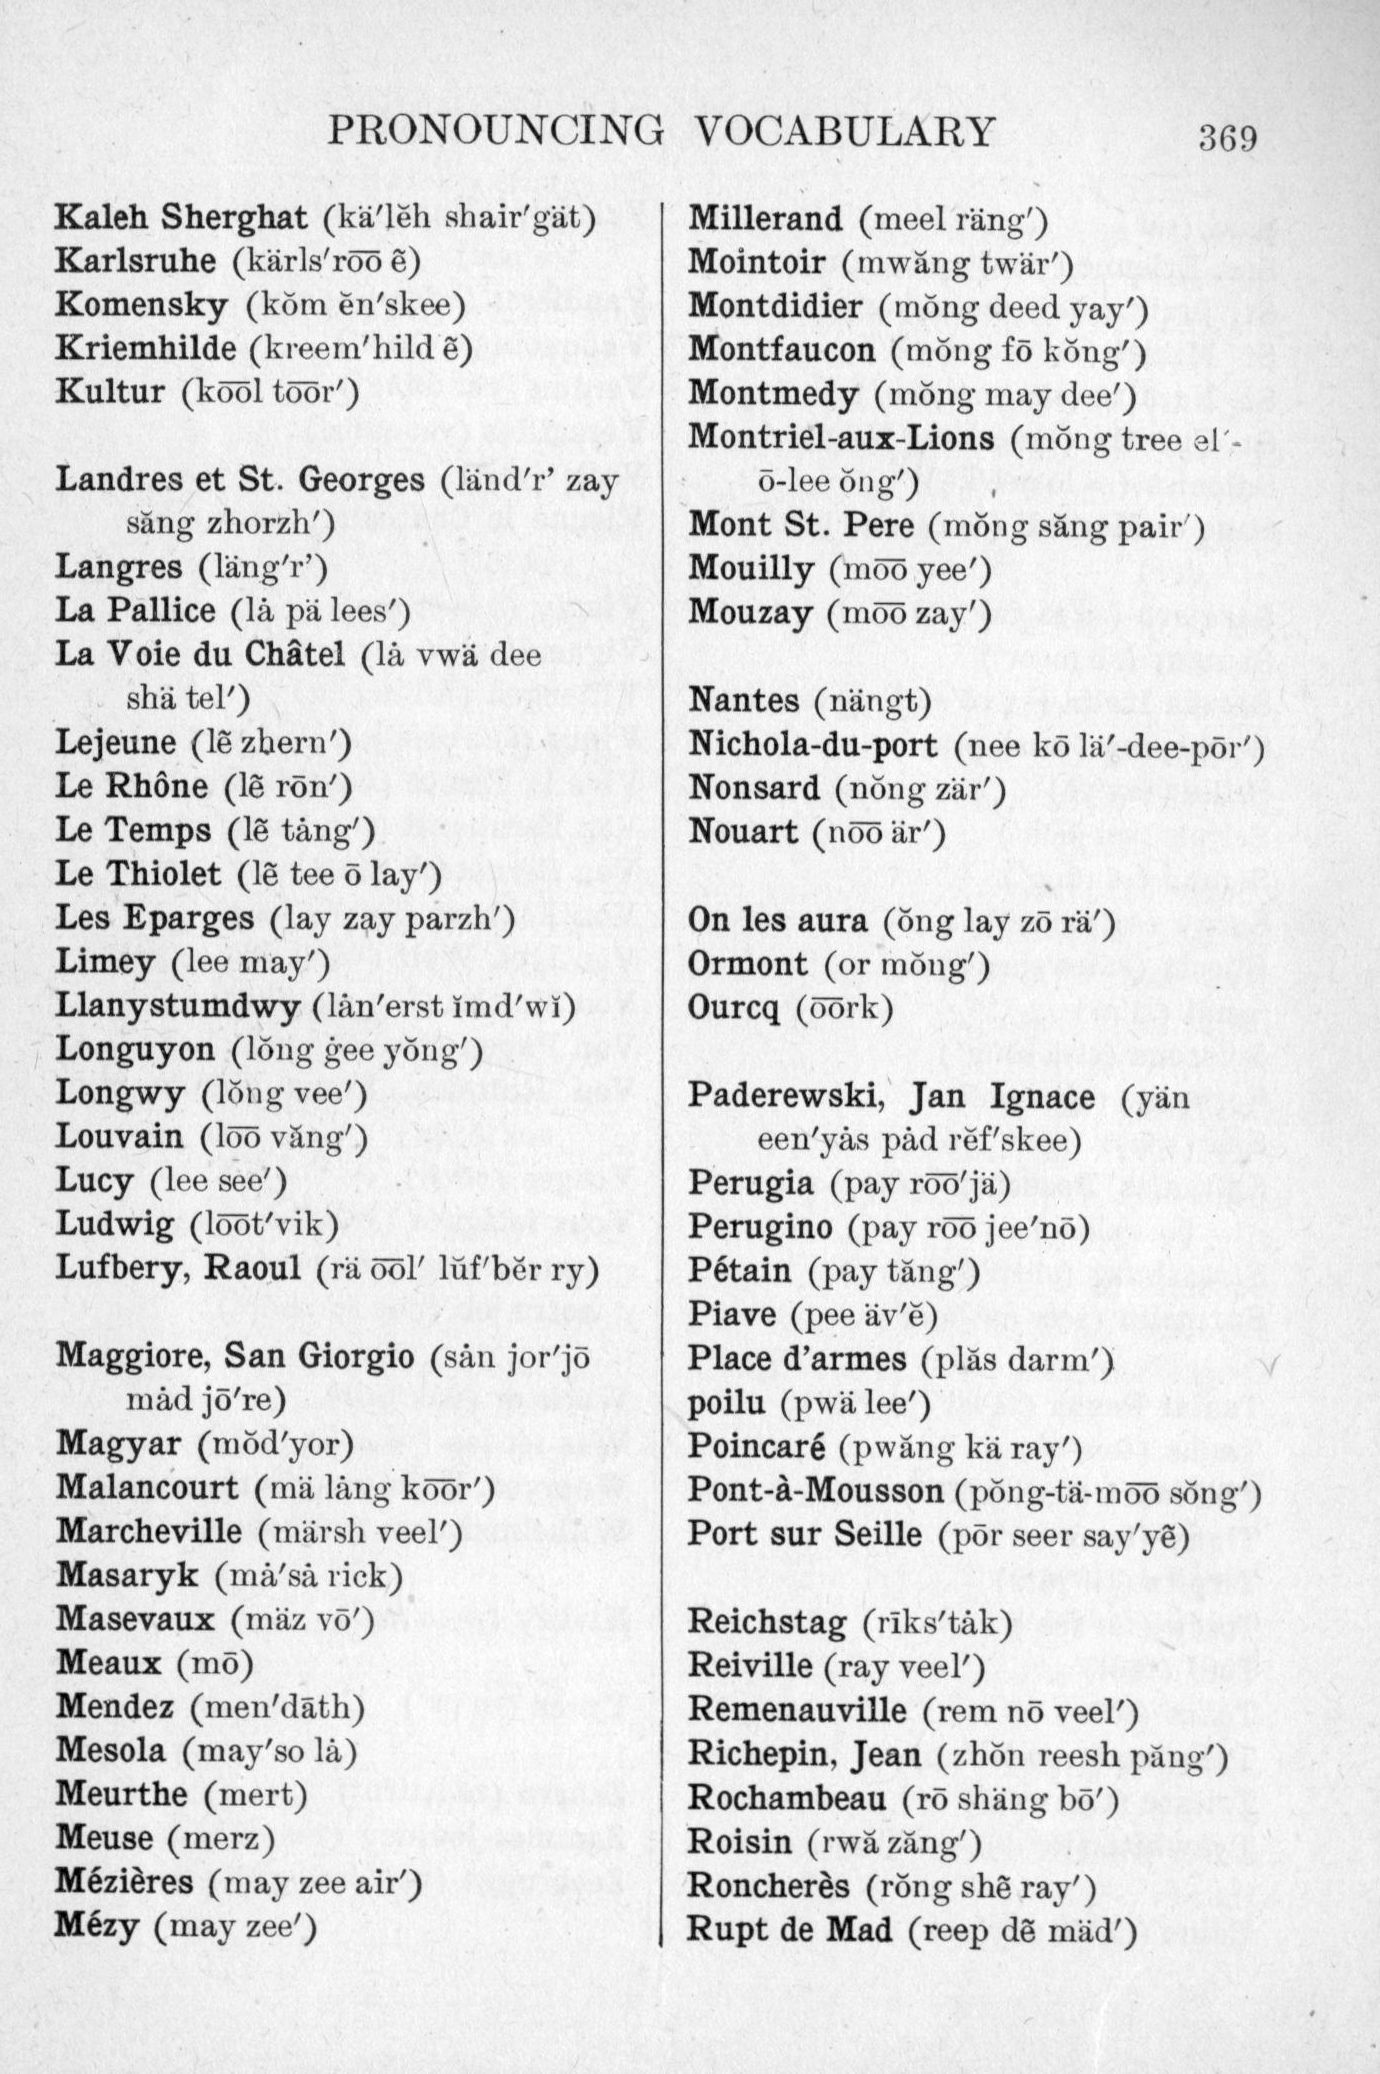 PRONOUNCING VOCABULARY 369
Kaleh Sherghat (kä′lĕh shair′gät)
Karlsruhe (kärls′ro͞o ẽ)
Komensky (kŏm ĕn′skee)
Kriemhilde (kreem′hild ẽ)
Kultur (ko͞ol to͞or′)
Landres et St. Georges (länd′r’ zay
săng zhorzh′)
Langres (läng′r’)
La Pallice (lȧ pä lees′)
La Voie du Châtel (lȧ vwä dee
shä tel′)
Lejeune (lẽ zhern′)
Le Rhône (lẽ rōn′)
Le Temps (lẽ tȧng′)
Le Thiolet (lẽ tee ō lay′)
Les Eparges (lay zay parzh′)
Limey (lee may′)
Llanystumdwy (lȧn′erst ĭmd′wĭ)
Longuyon (lŏng ġee yŏng′)
Longwy (lŏng vee′)
Louvain (lo͞o văng′)
Lucy (lee see′)
Ludwig (lo͞ot′vik)
Lufbery, Raoul (rä o͞ol′ lŭf′bĕr ry)
Maggiore, San Giorgio (sȧn jor′jō
mȧd jō′re)
Magyar (mŏd′yor)
Malancourt (mä lȧng ko͞or′)
Marcheville (märsh veel′)
Masaryk (mȧ′sȧ rick)
Masevaux (mäz vō′)
Meaux (mō)
Mendez (men′dāth)
Mesola (may′so lȧ)
Meurthe (mert)
Meuse (merz)
Mézières (may zee air′)
Mézy (may zee′)
Millerand (meel räng′)
Mointoir (mwăng twär′)
Montdidier (mŏng deed yay′)
Montfaucon (mŏng fō kŏng′)
Montmedy (mŏng may dee′)
Montriel-aux-Lions (mŏng tree el′-
ō-lee ŏng′)
Mont St. Pere (mŏng săng pair′)
Mouilly (mo͞o yee′)
Mouzay (mo͞o zay′)
Nantes (nängt)
Nichola-du-port (nee kō lä′-dee-pōr′)
Nonsard (nŏng zär′)
Nouart (no͞o är′)
On les aura (ŏng lay zō rä′)
Ormont (or mŏng′)
Ourcq (o͞ork)
Paderewski, Jan Ignace (yän
een′yȧs pȧd rĕf′skee)
Perugia (pay ro͞o′jä)
Perugino (pay ro͞o jee′nō)
Pétain (pay tăng′)
Piave (pee äv′ĕ)
Place d’armes (plăs darm′)
poilu (pwä lee′)
Poincaré (pwăng kä ray′)
Pont-à-Mousson (pŏng-tä-mo͞o sŏng′)
Port sur Seille (pōr seer say′yẽ)
Reichstag (rīks′tȧk)
Reiville (ray veel′)
Remenauville (rem nō veel′)
Richepin, Jean (zhŏn reesh păng′)
Rochambeau (rō shäng bō′)
Roisin (rwă zăng′)
Roncherès (rŏng shẽ ray′)
Rupt de Mad (reep dẽ mäd′)